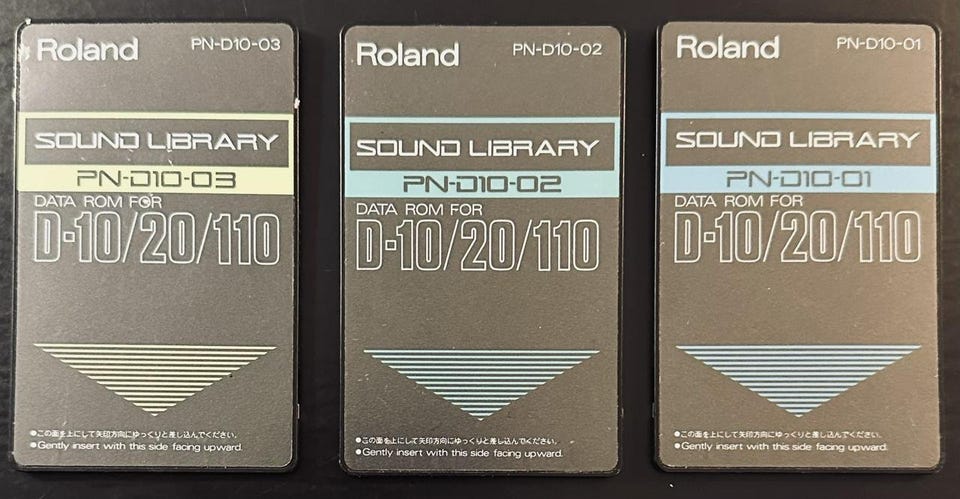 Roland PN-D10-03
SOUND LIBRARY
PN-D10-03
DATA ROM FOR
D-10/20/110
●この面を上にして矢印方向にゆっくりと差し込んでください。
●Gently insert with this side facing upward.
Roland PN-D10-02
SOUND LIBRARY
PN-D10-02
DATA ROM FOR
D-10/20/110
●この面を上にして矢印方向にゆっくりと差し込んでください。
●Gently insert with this side facing upward.
Roland PN-D10-01
SOUND LIBRARY
PN-D10-01
DATA ROM FOR
D-10/20/110
●この面を上にして矢印方向にゆっくりと差し込んでください。
●Gently insert with this side facing upward.